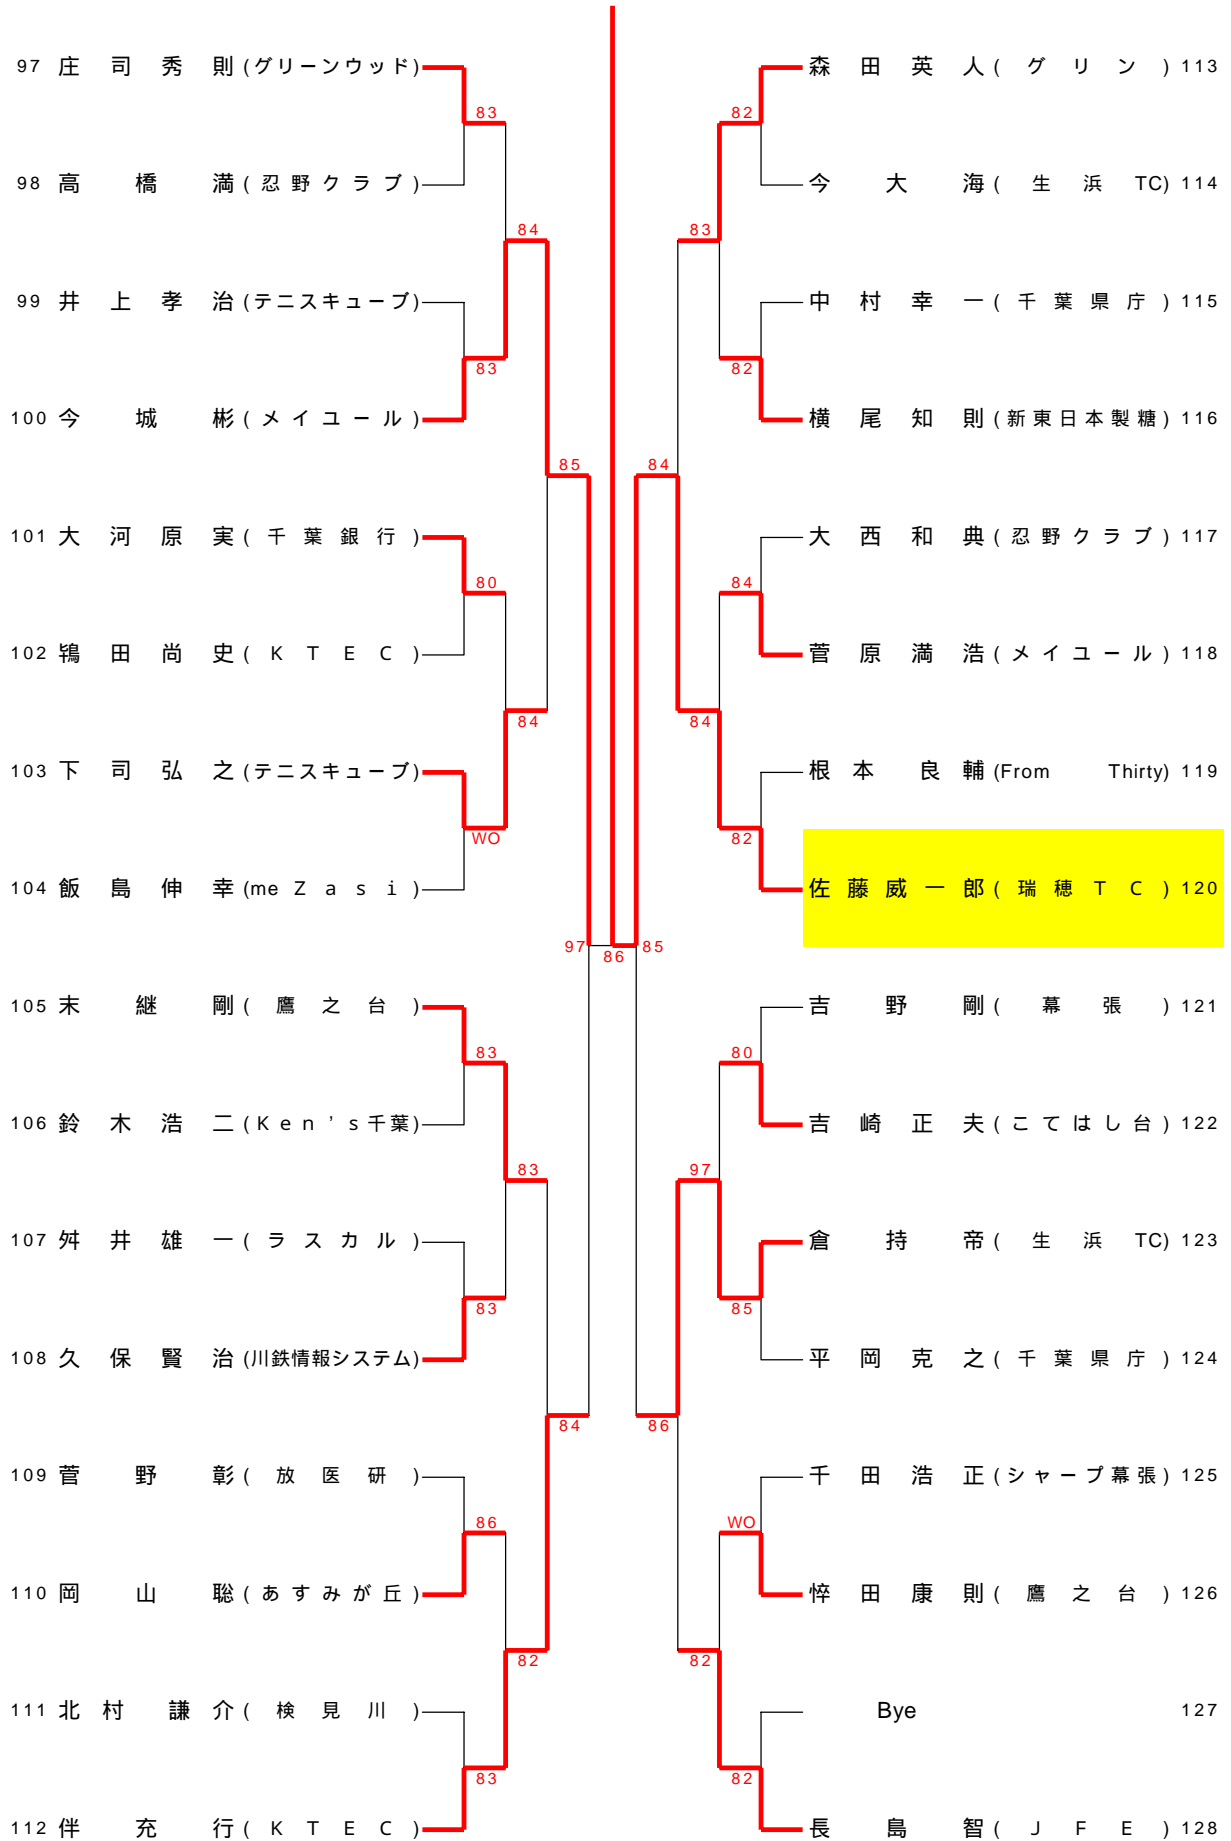 97 庄司秀則 (グリーンウッド)
83
98 高橋満 (忍野クラブ)
84
99 井上孝治 (テニスキューブ)
83
100 今城彬 (メイユール)
85
101 大河原実 (千葉銀行)
80
102 鴇田尚史 (KTEC)
84
103 下司弘之 (テニスキューブ)
WO
104 飯島伸幸 (me Zasi)
97
105 末継剛 (鷹之台)
83
106 鈴木浩二 (Ken's千葉)
83
107 舛井雄一 (ラスカル)
83
108 久保賢治 (川鉄情報システム)
84
109 菅野彰 (放医研)
86
110 岡山聡 (あすみが丘)
82
111 北村謙介 (検見川)
83
112 伴充行 (KTEC)
86
森田英人 (グリン) 113
82
今大海 (生浜TC) 114
83
中村幸一 (千葉県庁) 115
82
横尾知則 (新東日本製糖) 116
84
大西和典 (忍野クラブ) 117
84
菅原満浩 (メイユール) 118
84
根本良輔 (From Thirty) 119
82
佐藤威一郎 (瑞穂TC) 120
85
吉野剛 (幕張) 121
80
吉崎正夫 (こてはし台) 122
97
倉持帝 (生浜TC) 123
85
平岡克之 (千葉県庁) 124
86
千田浩正 (シャープ幕張) 125
WO
悴田康則 (鷹之台) 126
82
Bye 127
82
長島智 (JFE) 128